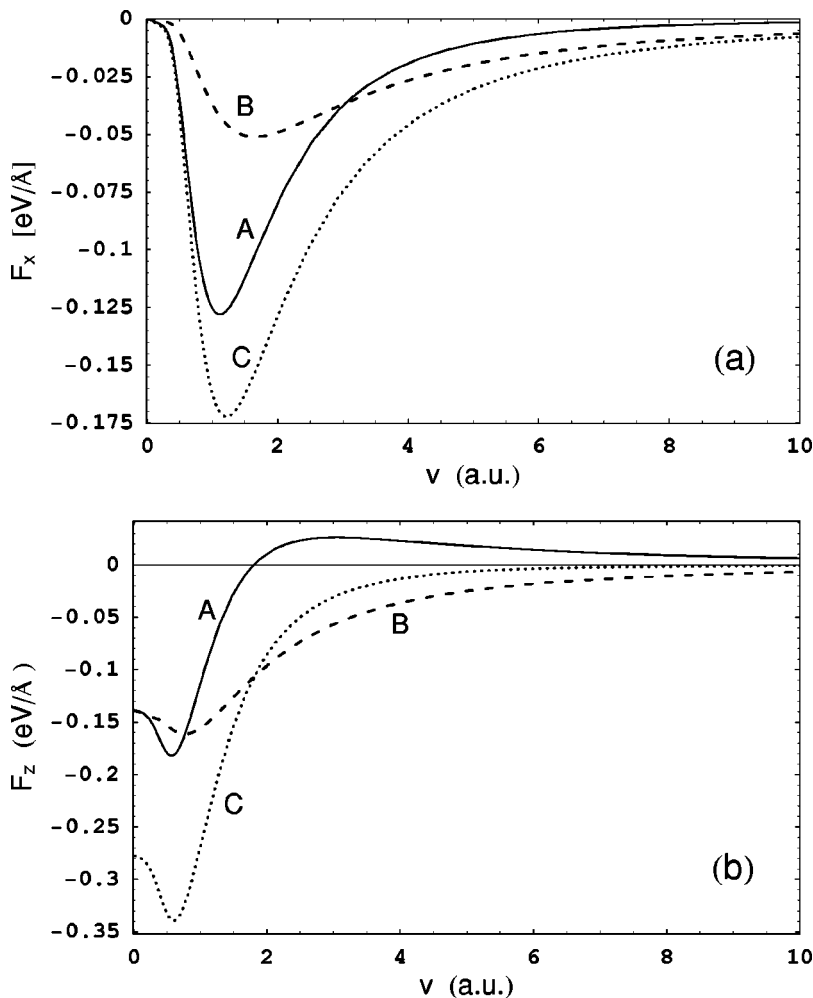 0
-0.025
-0.05
-0.075
-0.1
-0.125
-0.15
-0.175
F_x [eV/Å]
B
A
C
(a)
0 2 4 6 8 10
v (a.u.)
0
-0.05
-0.1
-0.15
-0.2
-0.25
-0.3
-0.35
F_z (eV/Å)
A
B
C
(b)
0 2 4 6 8 10
v (a.u.)